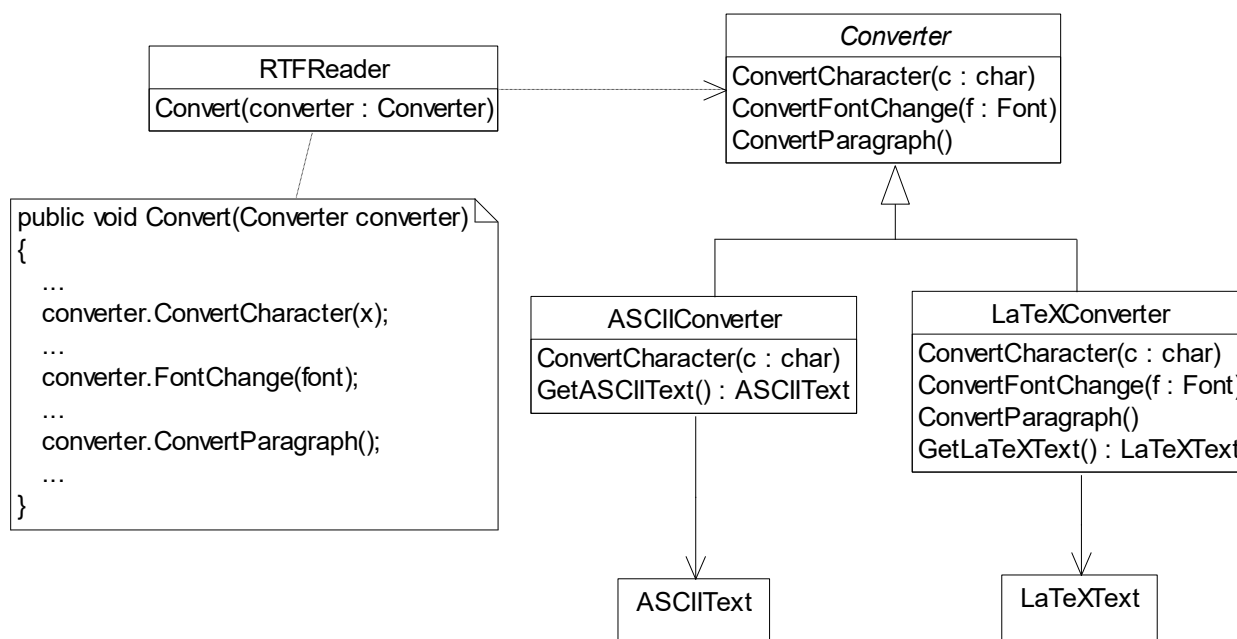 RTFReader
Convert(converter : Converter)
Converter
ConvertCharacter(c : char)
ConvertFontChange(f : Font)
ConvertParagraph()
public void Convert(Converter converter)
{
...
converter.ConvertCharacter(x);
...
converter.FontChange(font);
...
converter.ConvertParagraph();
...
}
ASCIIConverter
ConvertCharacter(c : char)
GetASCIIText() : ASCIIText
LaTeXConverter
ConvertCharacter(c : char)
ConvertFontChange(f : Font)
ConvertParagraph()
GetLaTeXText() : LaTeXText
ASCIIText
LaTeXText